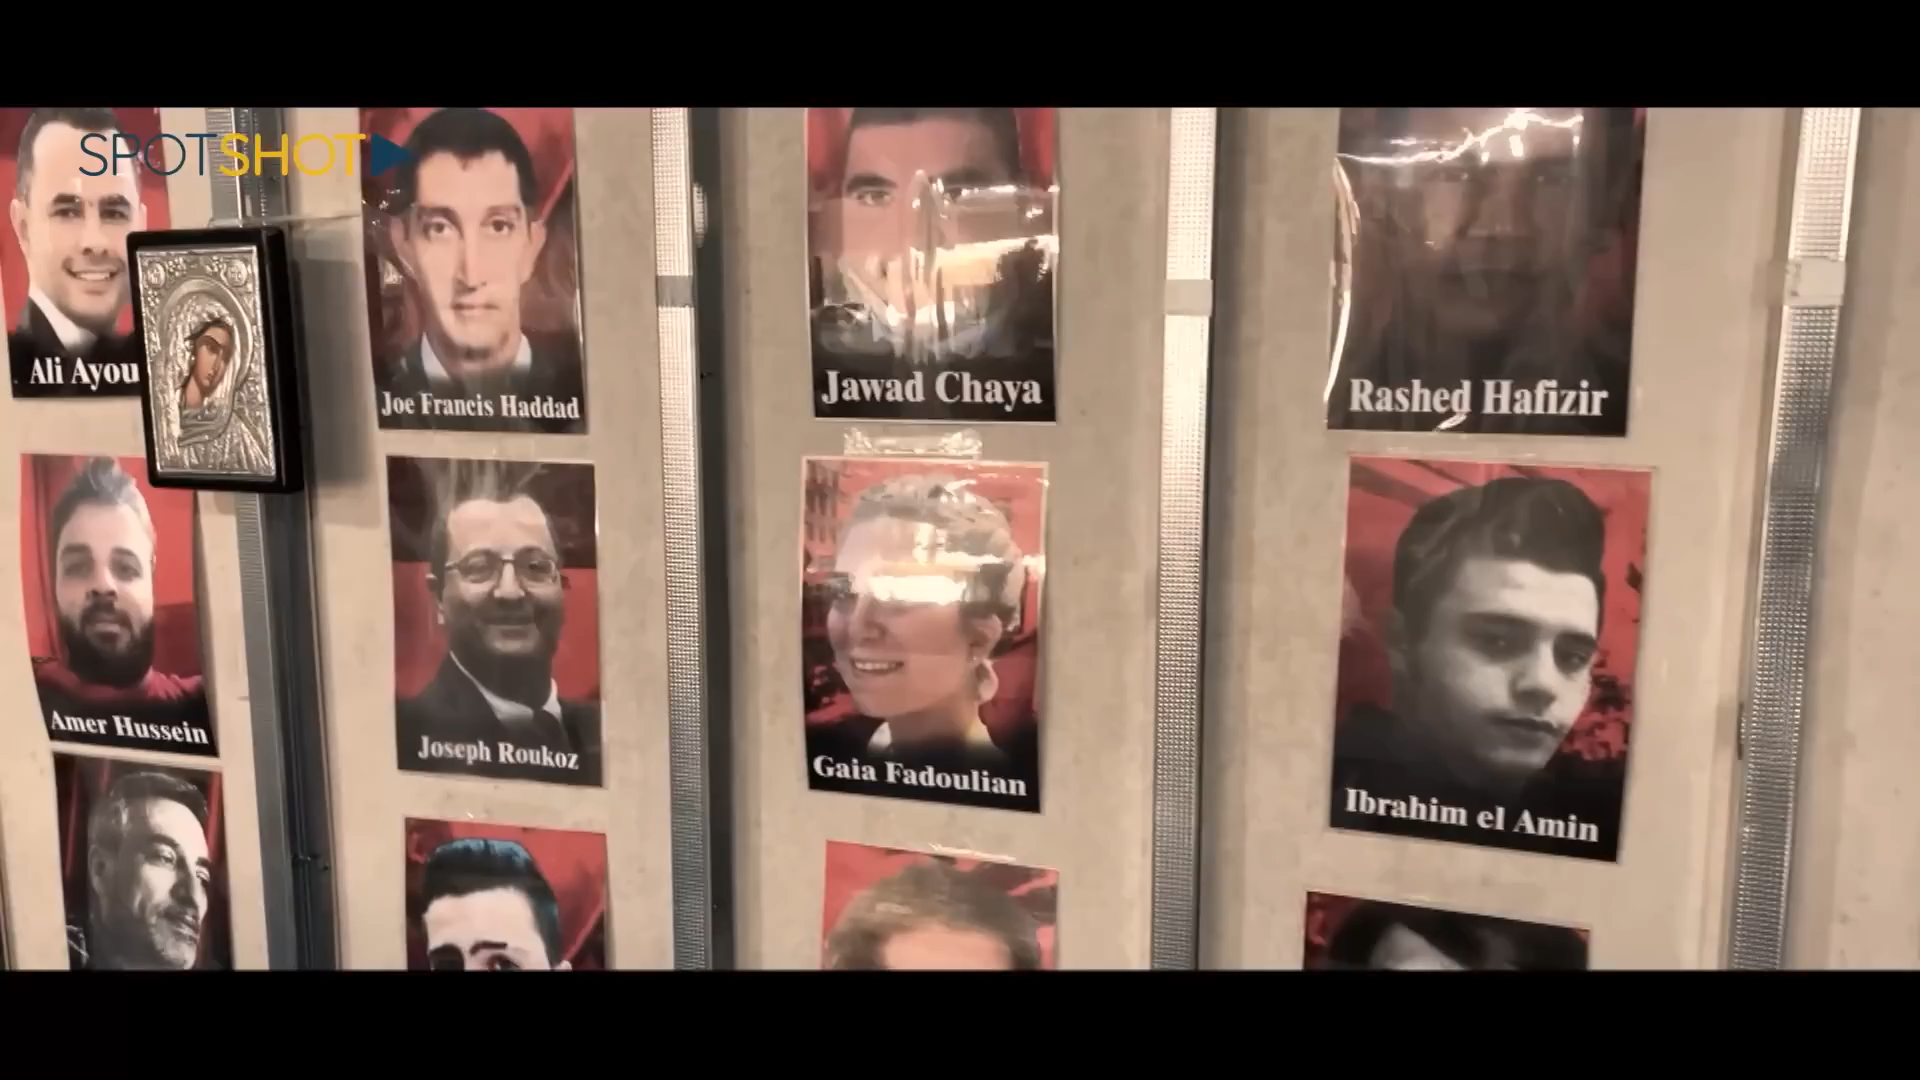 SPOTSHOT
Ali Ayou
Joe Francis Haddad
Jawad Chaya
Rashed Hafizir
Amer Hussein
Joseph Roukoz
Gaia Fadoulian
Ibrahim el Amin